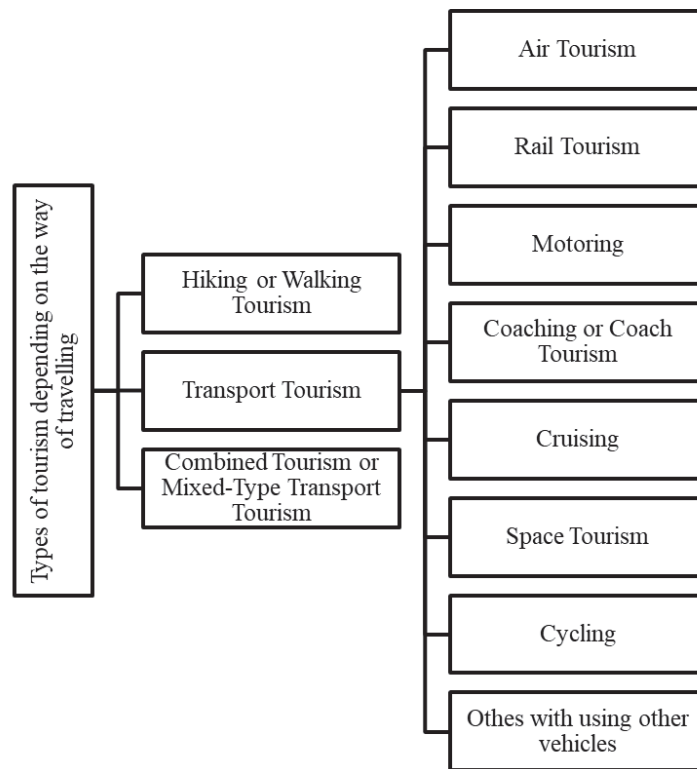 Types of tourism depending on the way
of travelling
Hiking or Walking
Tourism
Transport Tourism
Combined Tourism or
Mixed-Type Transport
Tourism
Air Tourism
Rail Tourism
Motoring
Coaching or Coach
Tourism
Cruising
Space Tourism
Cycling
Othes with using other
vehicles